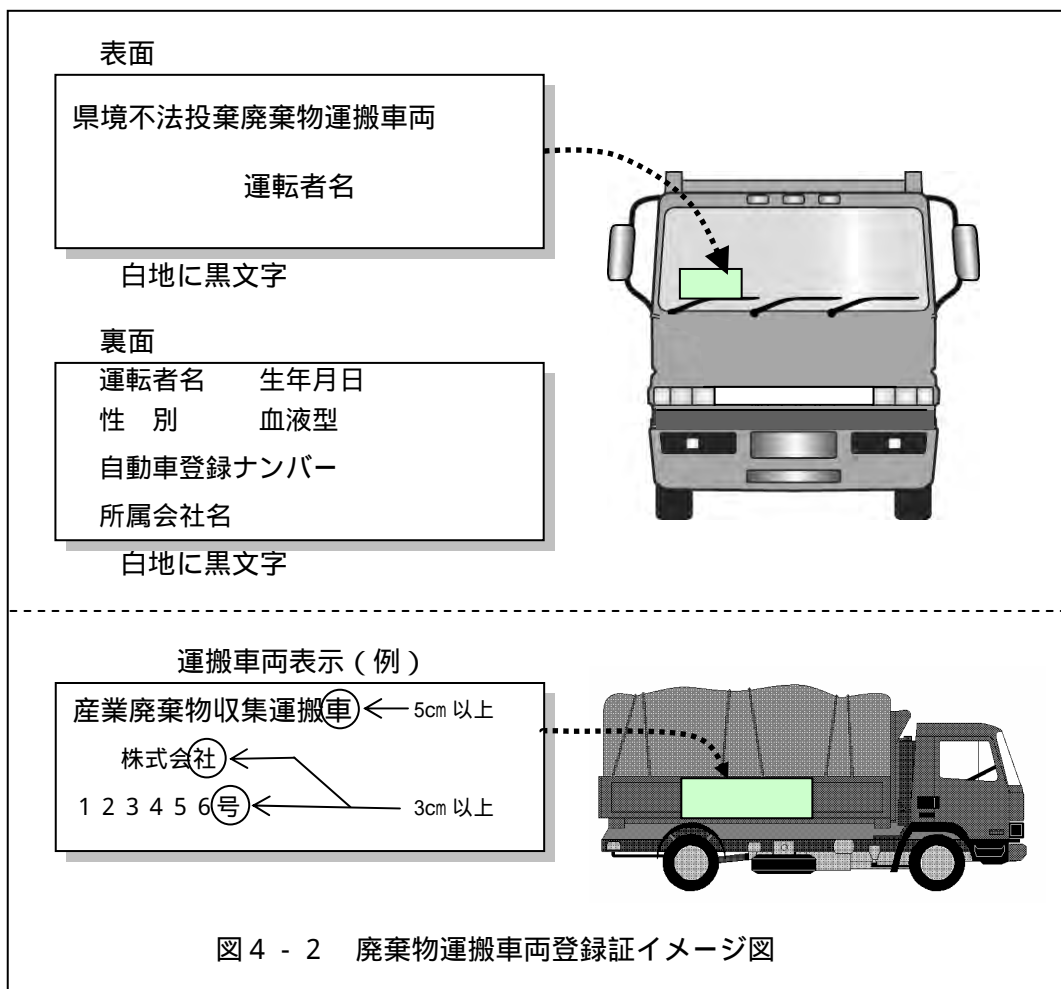 表面
県境不法投棄廃棄物運搬車両
運転者名
白地に黒文字
裏面
運転者名　生年月日
性　別　血液型
自動車登録ナンバー
所属会社名
白地に黒文字
運搬車両表示（例）
産業廃棄物収集運搬車 5cm 以上
株式会社
１２３４５６号 3cm 以上
図４－２　廃棄物運搬車両登録証イメージ図